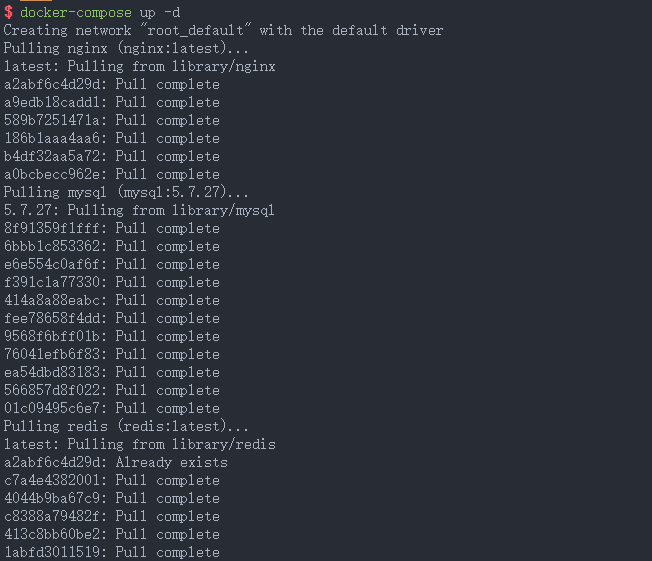 $ docker-compose up -d
Creating network "root_default" with the default driver
Pulling nginx (nginx:latest)...
latest: Pulling from library/nginx
a2abf6c4d29d: Pull complete
a9edb18cadd1: Pull complete
589b7251471a: Pull complete
186b1aaa4aa6: Pull complete
b4df32aa5a72: Pull complete
a0bcbecc962e: Pull complete
Pulling mysql (mysql:5.7.27)...
5.7.27: Pulling from library/mysql
8f91359f1fff: Pull complete
6bbb1c853362: Pull complete
e6e554c0af6f: Pull complete
f391c1a77330: Pull complete
414a8a88eabc: Pull complete
fee78658f4dd: Pull complete
9568f6bff01b: Pull complete
76041efb6f83: Pull complete
ea54dbd83183: Pull complete
566857d8f022: Pull complete
01c09495c6e7: Pull complete
Pulling redis (redis:latest)...
latest: Pulling from library/redis
a2abf6c4d29d: Already exists
c7a4e4382001: Pull complete
4044b9ba67c9: Pull complete
c8388a79482f: Pull complete
413c8bb60be2: Pull complete
1abfd3011519: Pull complete